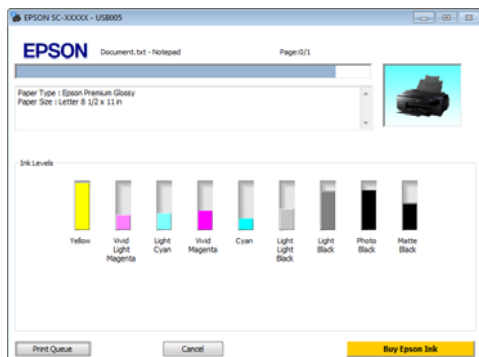 EPSON SC-XXXXX - USB005
EPSON
Document.txt - Notepad
Page:0/1
Paper Type : Epson Premium Glossy
Paper Size : Letter 8 1/2 x 11 in
Ink Levels
Yellow
Vivid
Light
Magenta
Light
Cyan
Vivid
Magenta
Cyan
Light
Light
Black
Light
Black
Photo
Black
Matte
Black
Print Queue
Cancel
Buy Epson Ink